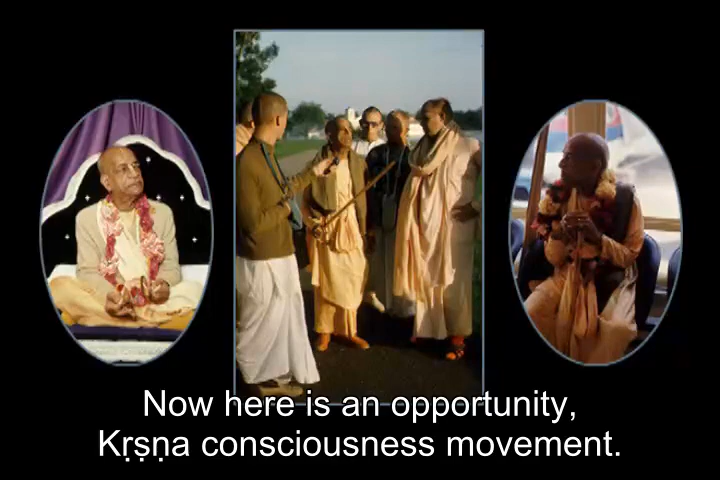 Now here is an opportunity,
Kṛṣṇa consciousness movement.